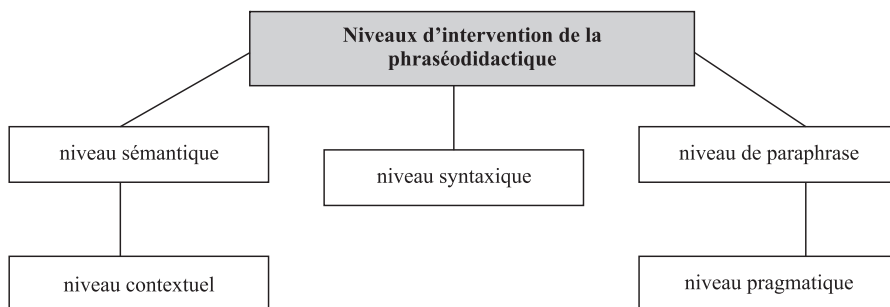 Niveaux d’intervention de la
phraséodidactique
niveau sémantique
niveau syntaxique
niveau de paraphrase
niveau contextuel
niveau pragmatique